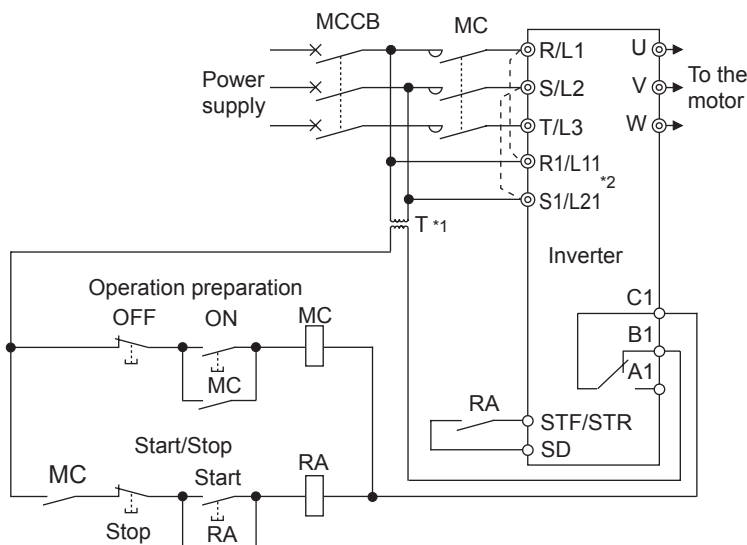 MCCB
MC
R/L1
U
Power
supply
S/L2
V
To the
motor
T/L3
W
R1/L11
*2
S1/L21
T *1
Inverter
Operation preparation
OFF
ON
MC
C1
B1
MC
A1
RA
STF/STR
SD
Start/Stop
MC
Start
RA
Stop
RA